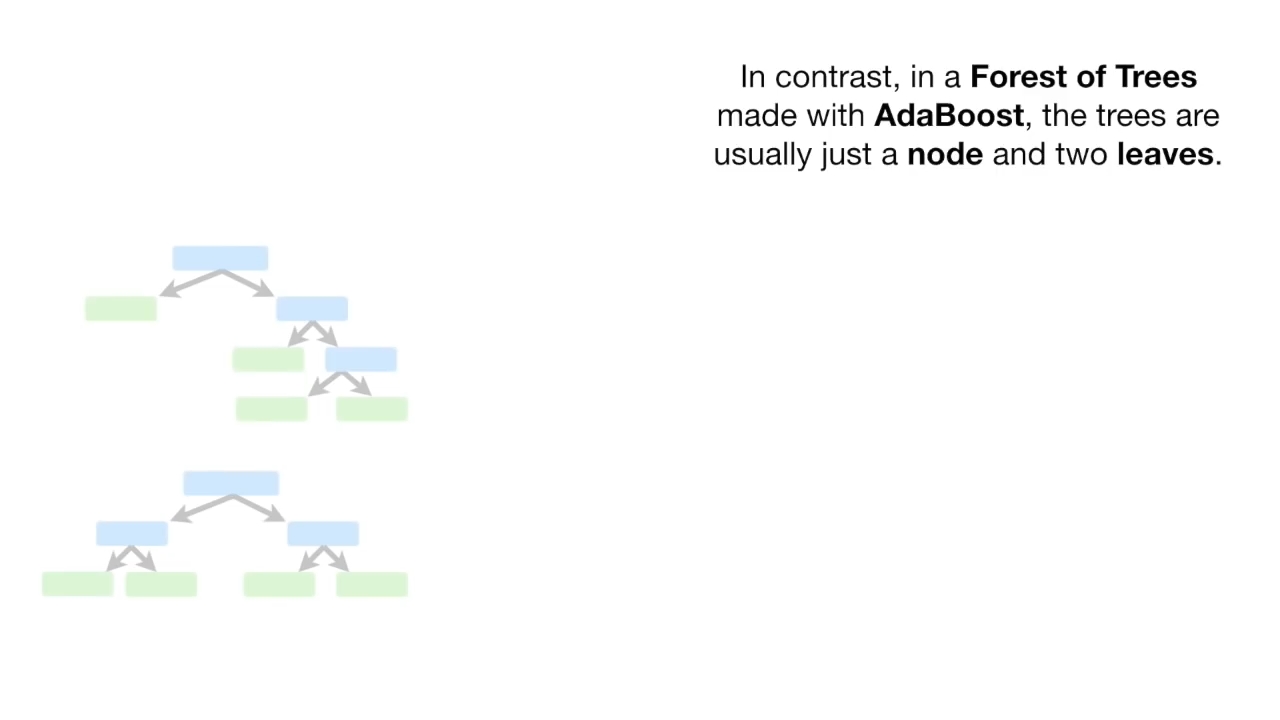 In contrast, in a Forest of Trees
made with AdaBoost, the trees are
usually just a node and two leaves.